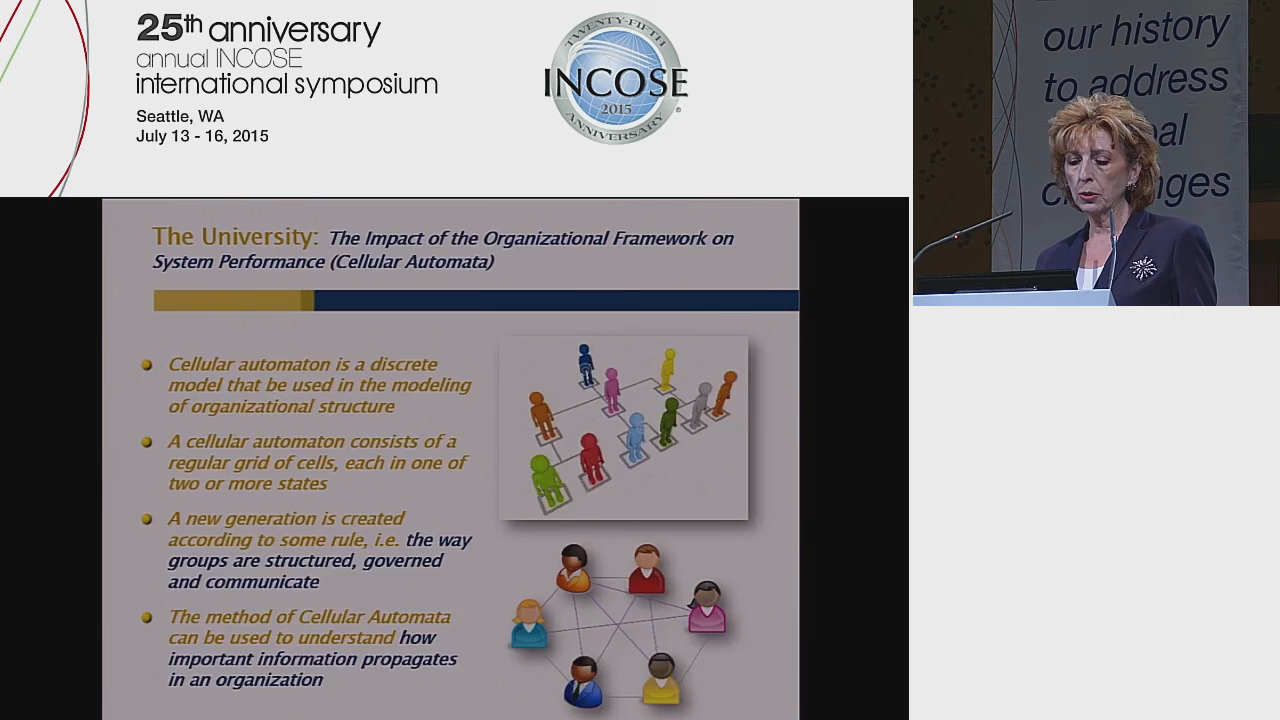 25th anniversary
annual INCOSE
international symposium
Seattle, WA
July 13 - 16, 2015
TWENTY-FIFTH
INCOSE
2015
ANNIVERSARY
our history
to address
The University: The Impact of the Organizational Framework on
System Performance (Cellular Automata)
Cellular automaton is a discrete
model that be used in the modeling
of organizational structure
A cellular automaton consists of a
regular grid of cells, each in one of
two or more states
A new generation is created
according to some rule, i.e. the way
groups are structured, governed
and communicate
The method of Cellular Automata
can be used to understand how
important information propagates
in an organization